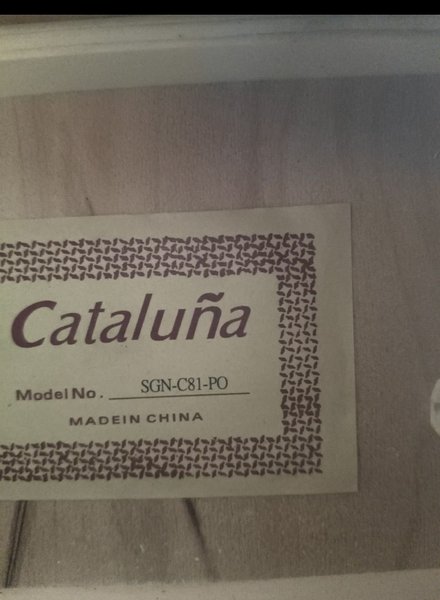 Cataluña
Model No. SGN-C81-PO
MADEIN CHINA